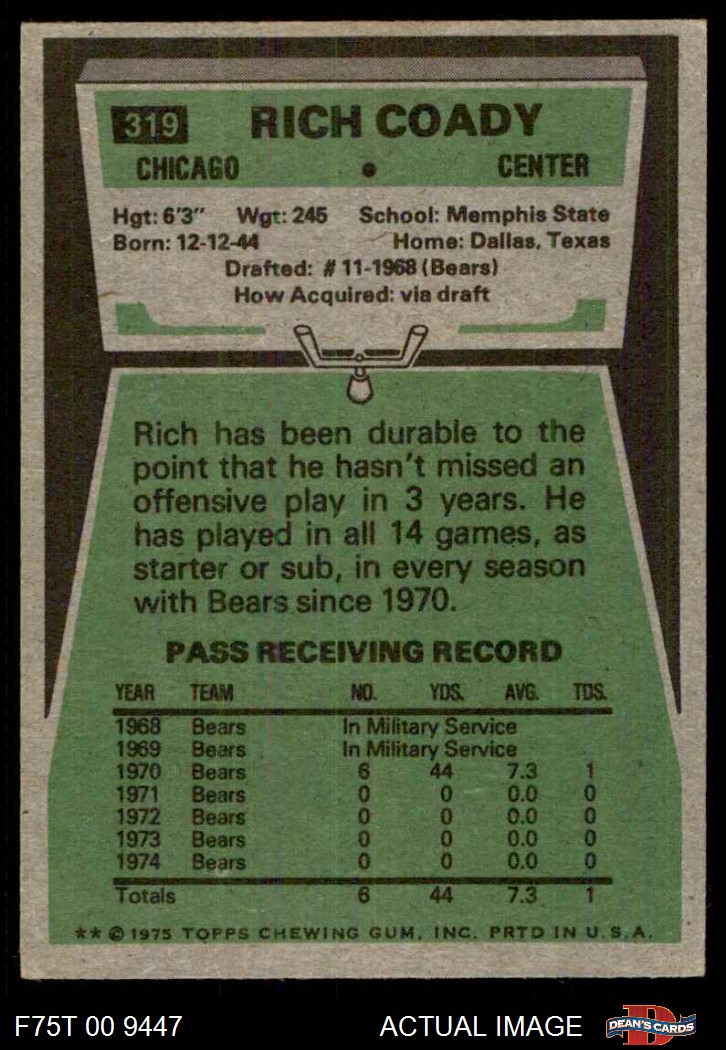 319 RICH COADY
CHICAGO • CENTER
Hgt: 6'3" Wgt: 245 School: Memphis State
Born: 12-12-44 Home: Dallas, Texas
Drafted: # 11-1968 (Bears)
How Acquired: via draft
Rich has been durable to the
point that he hasn't missed an
offensive play in 3 years. He
has played in all 14 games, as
starter or sub, in every season
with Bears since 1970.
PASS RECEIVING RECORD
YEAR TEAM NO. YDS. AVG. TDS.
1968 Bears In Military Service
1969 Bears In Military Service
1970 Bears 6 44 7.3 1
1971 Bears 0 0 0.0 0
1972 Bears 0 0 0.0 0
1973 Bears 0 0 0.0 0
1974 Bears 0 0 0.0 0
Totals 6 44 7.3 1
** © 1975 TOPPS CHEWING GUM, INC. PRTD IN U.S.A.
F75T 00 9447 ACTUAL IMAGE D DEAN'S CARDS